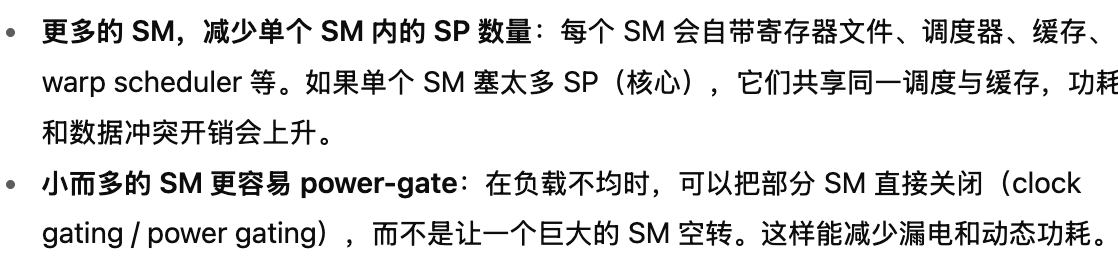 • 更多的 SM，减少单个 SM 内的 SP 数量：每个 SM 会自带寄存器文件、调度器、缓存、
warp scheduler 等。如果单个 SM 塞太多 SP（核心），它们共享同一调度与缓存，功耗
和数据冲突开销会上升。
• 小而多的 SM 更容易 power-gate：在负载不均时，可以把部分 SM 直接关闭（clock
gating / power gating），而不是让一个巨大的 SM 空转。这样能减少漏电和动态功耗。